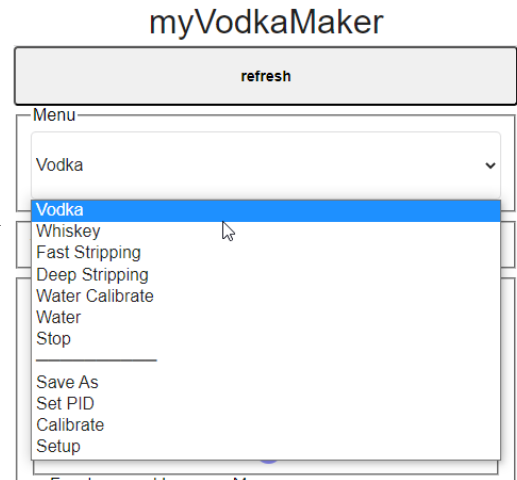 myVodkaMaker
refresh
Menu
Vodka
Vodka
Whiskey
Fast Stripping
Deep Stripping
Water Calibrate
Water
Stop
Save As
Set PID
Calibrate
Setup